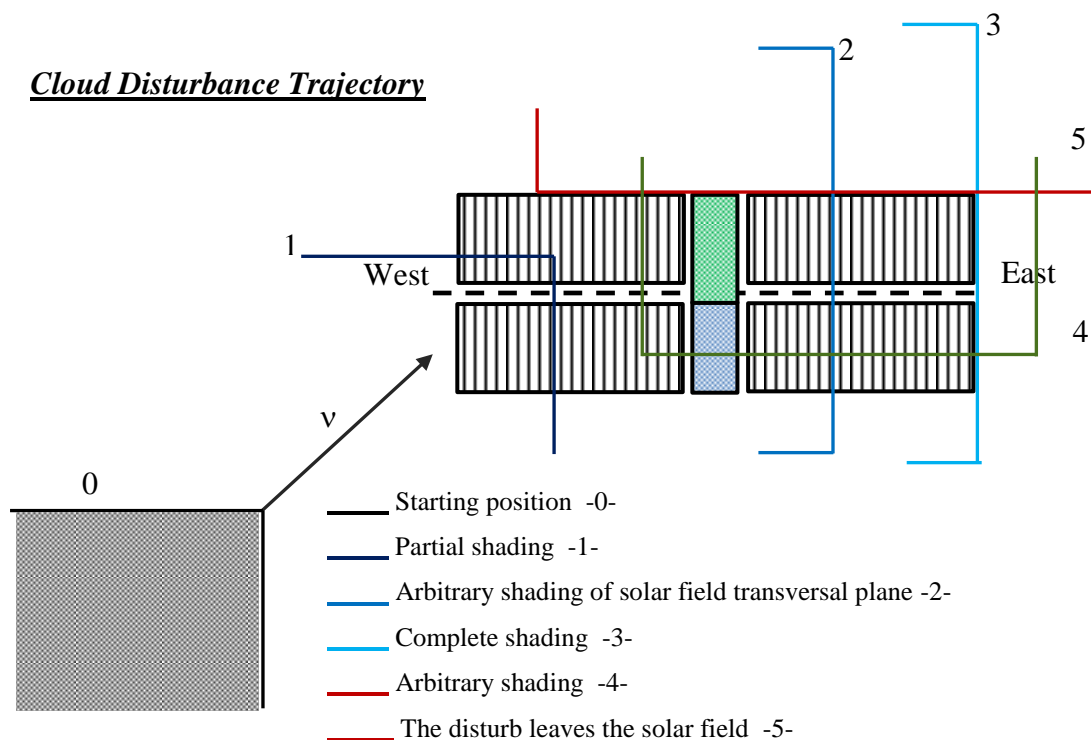 3
2
Cloud Disturbance Trajectory
5
1
West
East
4
ν
0
Starting position -0-
Partial shading -1-
Arbitrary shading of solar field transversal plane -2-
Complete shading -3-
Arbitrary shading -4-
The disturb leaves the solar field -5-